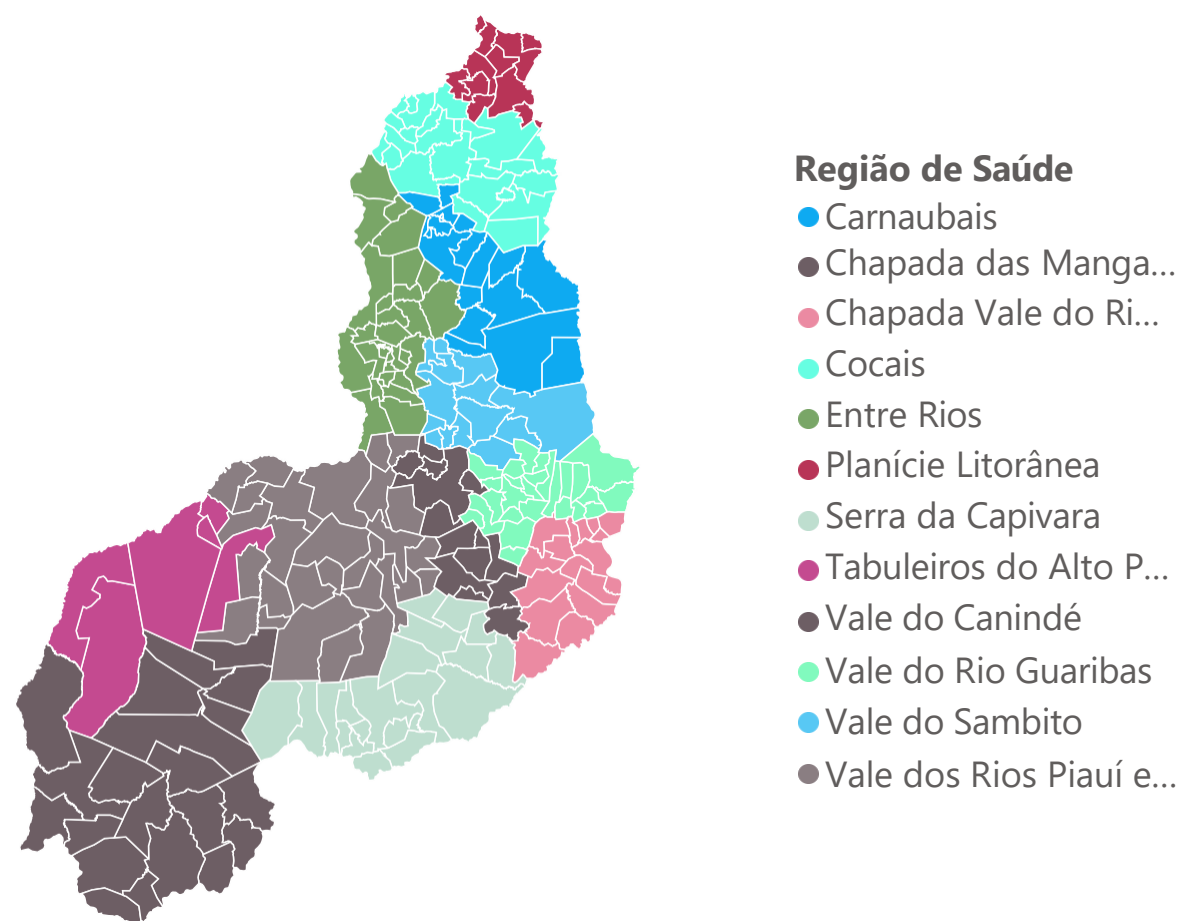 Região de Saúde
Carnaubais
Chapada das Manga...
Chapada Vale do Ri...
Cocais
Entre Rios
Planície Litorânea
Serra da Capivara
Tabuleiros do Alto P...
Vale do Canindé
Vale do Rio Guaribas
Vale do Sambito
Vale dos Rios Piauí e...